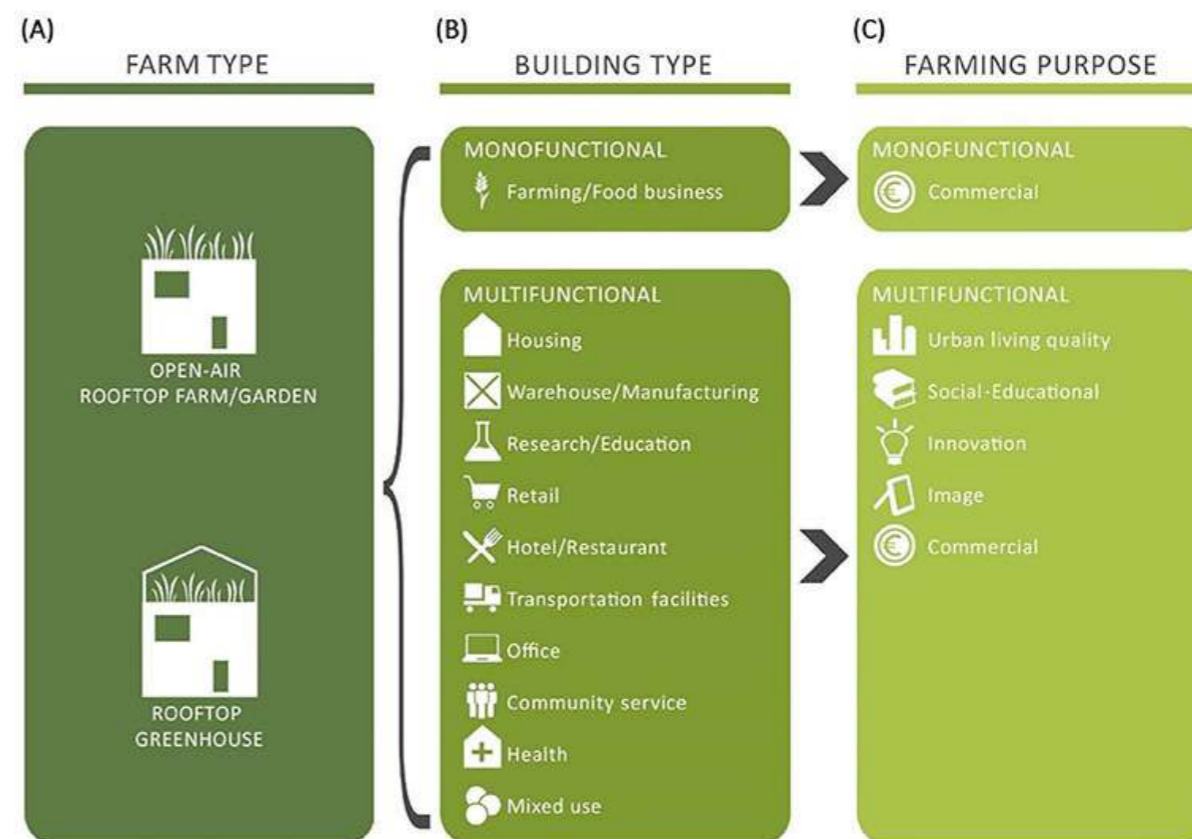 (A)
FARM TYPE
OPEN-AIR
ROOFTOP FARM/GARDEN
ROOFTOP
GREENHOUSE
(B)
BUILDING TYPE
MONOFUNCTIONAL
Farming/Food business
MULTIFUNCTIONAL
Housing
Warehouse/Manufacturing
Research/Education
Retail
Hotel/Restaurant
Transportation facilities
Office
Community service
Health
Mixed use
(C)
FARMING PURPOSE
MONOFUNCTIONAL
€ Commercial
MULTIFUNCTIONAL
Urban living quality
Social-Educational
Innovation
Image
€ Commercial